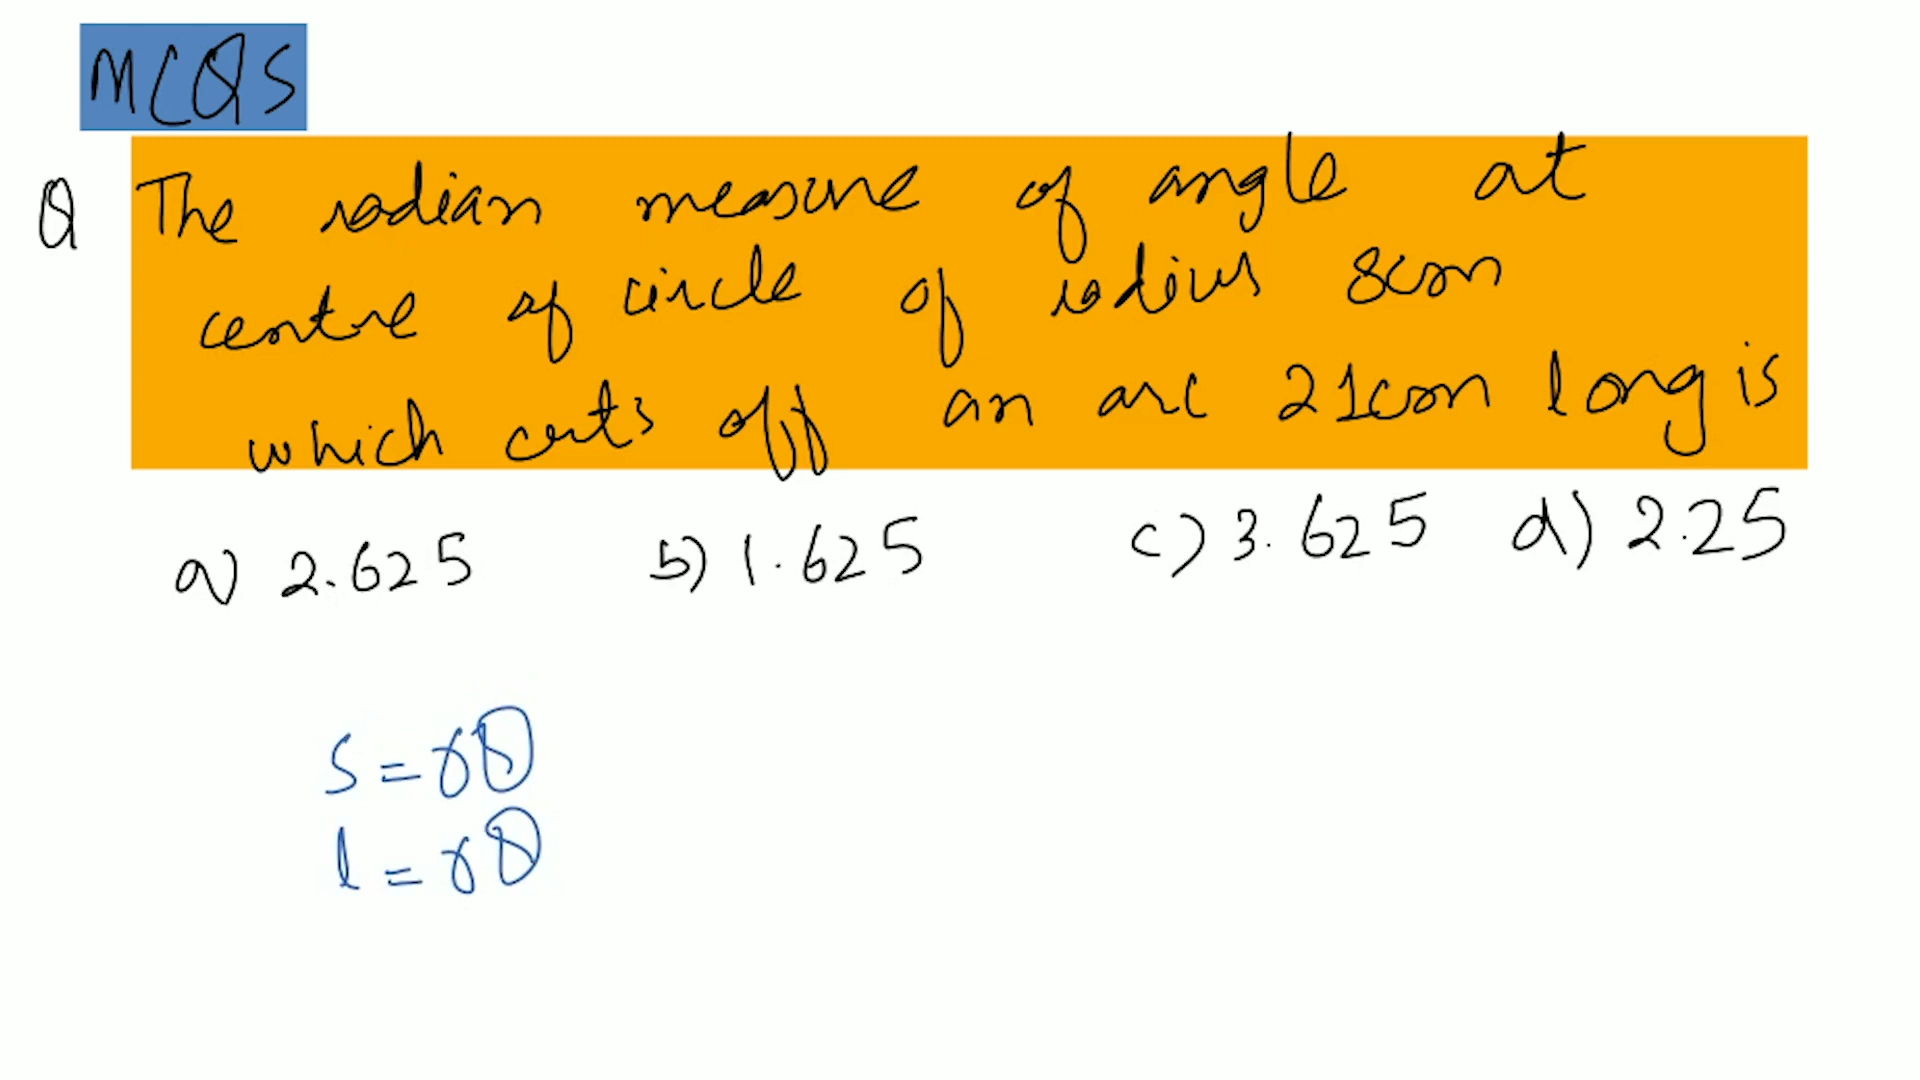 MCQS
Q The radian measure of angle at
centre of circle of radius 8cm
which cuts off an arc 21cm long is
a) 2.625 b) 1.625 c) 3.625 d) 2.25
s = rθ
l = rθ